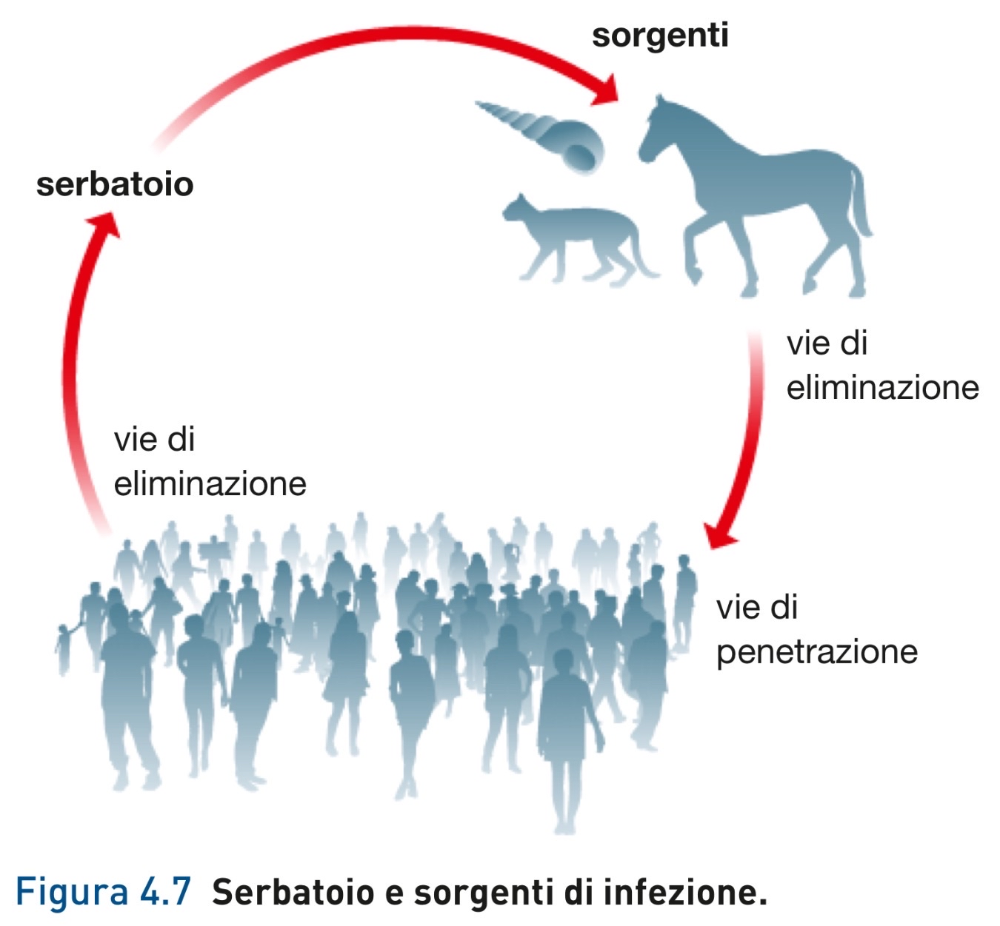 sorgenti
serbatoio
vie di
eliminazione
vie di
eliminazione
vie di
penetrazione
Figura 4.7 Serbatoio e sorgenti di infezione.